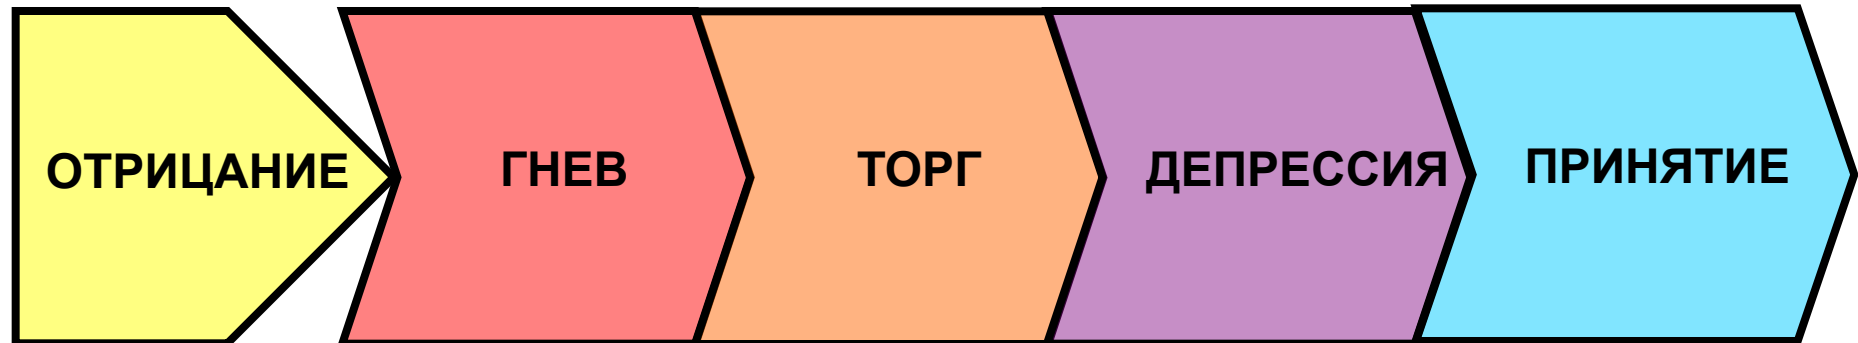 ОТРИЦАНИЕ
ГНЕВ
ТОРГ
ДЕПРЕССИЯ
ПРИНЯТИЕ